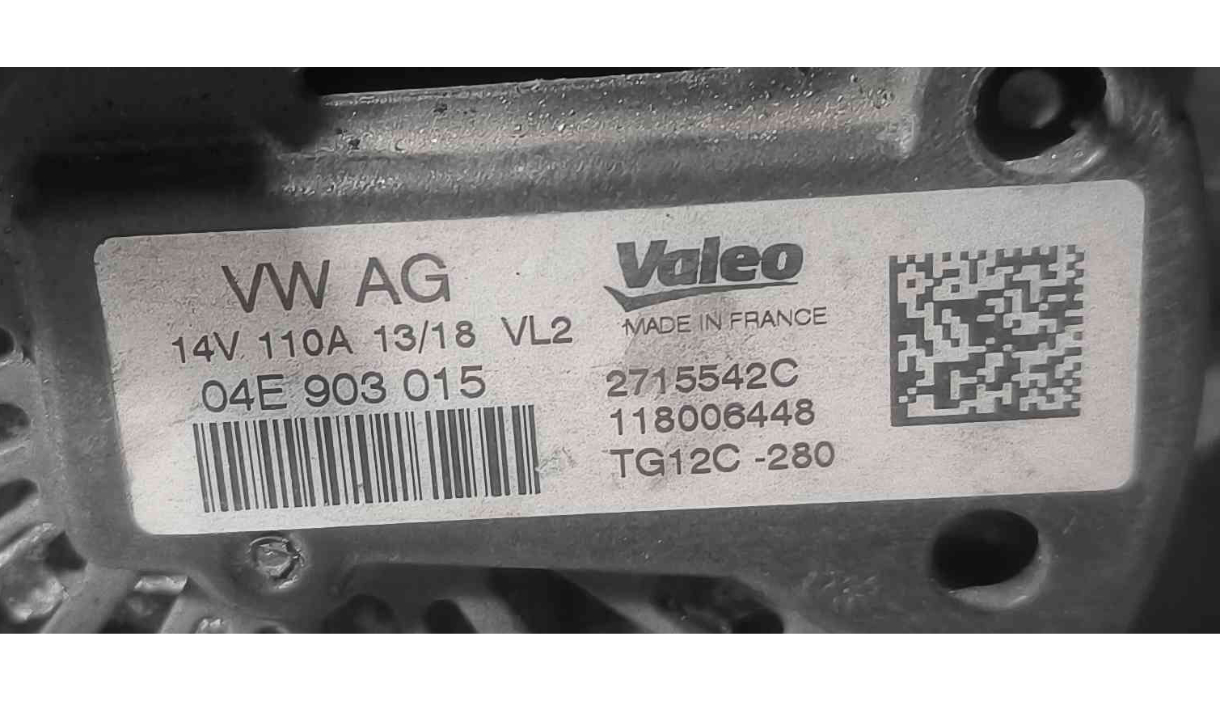 VW AG
14V 110A 13/18 VL2
04E 903 015
Valeo
MADE IN FRANCE
2715542C
118006448
TG12C -280